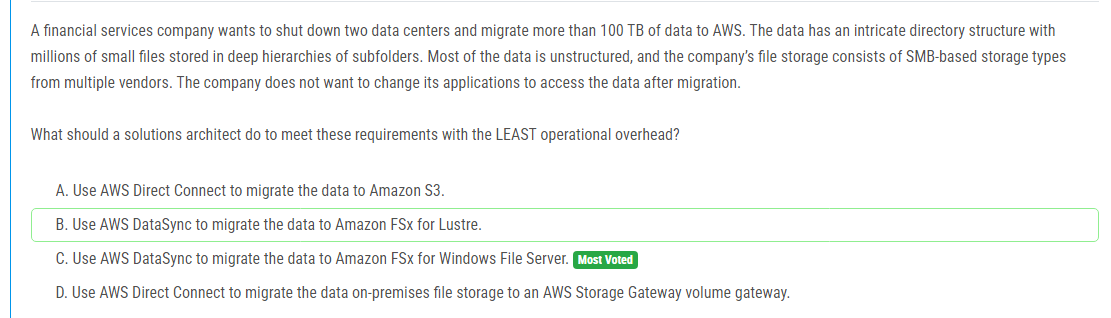 A financial services company wants to shut down two data centers and migrate more than 100 TB of data to AWS. The data has an intricate directory structure with
millions of small files stored in deep hierarchies of subfolders. Most of the data is unstructured, and the company's file storage consists of SMB-based storage types
from multiple vendors. The company does not want to change its applications to access the data after migration.
What should a solutions architect do to meet these requirements with the LEAST operational overhead?
A. Use AWS Direct Connect to migrate the data to Amazon S3.
B. Use AWS DataSync to migrate the data to Amazon FSx for Lustre.
C. Use AWS DataSync to migrate the data to Amazon FSx for Windows File Server. Most Voted
D. Use AWS Direct Connect to migrate the data on-premises file storage to an AWS Storage Gateway volume gateway.